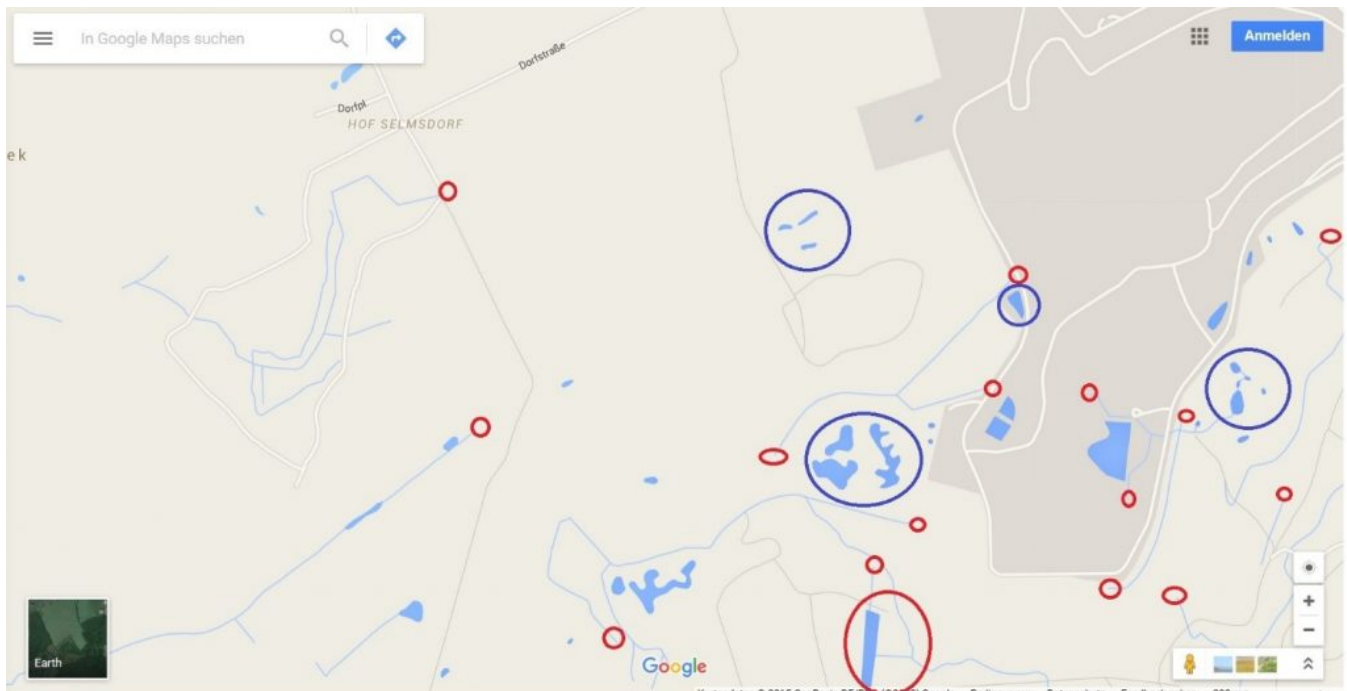 In Google Maps suchen
Anmelden
Dorfstraße
Dorfpl.
HOF SELMSDORF
ek
Earth
Google